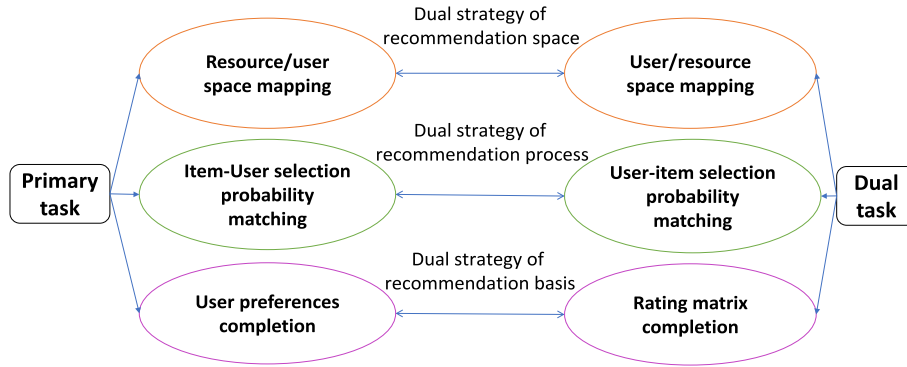 Dual strategy of
recommendation space
Resource/user
space mapping
User/resource
space mapping
Dual strategy of
recommendation process
Primary
task
Item-User selection
probability
matching
User-item selection
probability
matching
Dual
task
Dual strategy of
recommendation basis
User preferences
completion
Rating matrix
completion